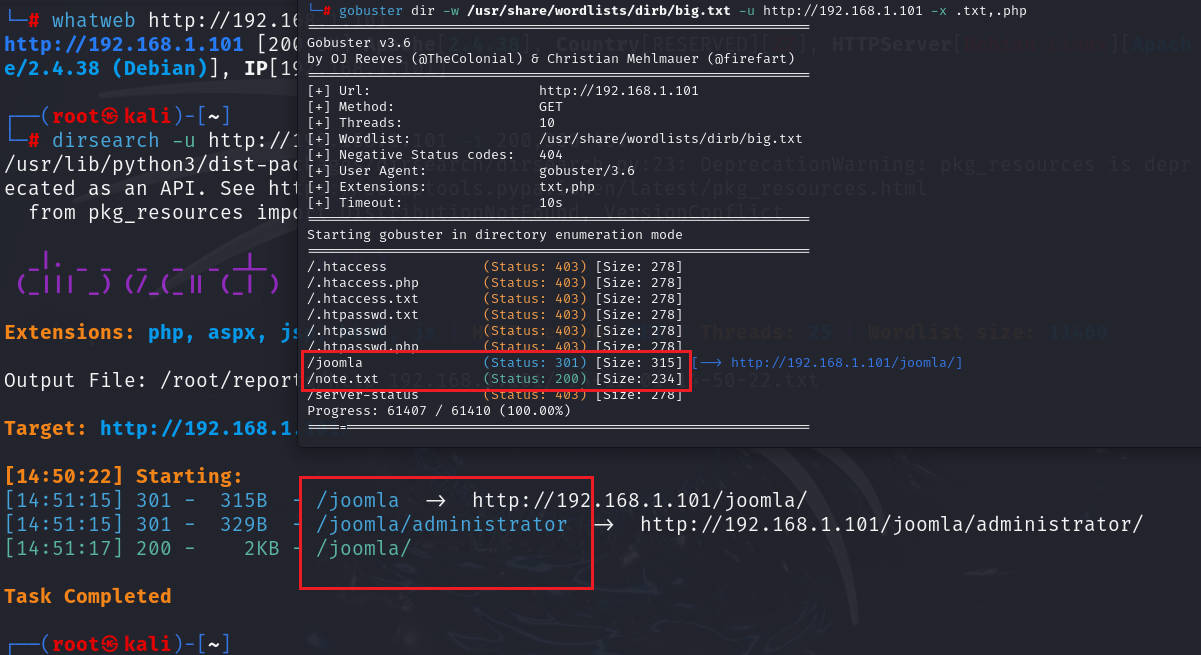 └─# whatweb http://192.16
http://192.168.1.101 [200
e/2.4.38 (Debian)], IP[19
┌──(root㉿kali)-[~]
└─# dirsearch -u http://1
/usr/lib/python3/dist-pac
ecated as an API. See htt
from pkg_resources impo
Extensions: php, aspx, js
Output File: /root/report
Target: http://192.168.1.
└─# gobuster dir -w /usr/share/wordlists/dirb/big.txt -u http://192.168.1.101 -x .txt,.php
Gobuster v3.6
by OJ Reeves (@TheColonial) & Christian Mehlmauer (@firefart)
[+] Url: http://192.168.1.101
[+] Method: GET
[+] Threads: 10
[+] Wordlist: /usr/share/wordlists/dirb/big.txt
[+] Negative Status codes: 404
[+] User Agent: gobuster/3.6
[+] Extensions: txt,php
[+] Timeout: 10s
Starting gobuster in directory enumeration mode
/.htaccess (Status: 403) [Size: 278]
/.htaccess.php (Status: 403) [Size: 278]
/.htaccess.txt (Status: 403) [Size: 278]
/.htpasswd.txt (Status: 403) [Size: 278]
/.htpasswd (Status: 403) [Size: 278]
/.htpasswd.php (Status: 403) [Size: 278]
/joomla (Status: 301) [Size: 315] [--> http://192.168.1.101/joomla/]
/note.txt (Status: 200) [Size: 234]
/server-status (Status: 403) [Size: 278]
Progress: 61407 / 61410 (100.00%)
[14:50:22] Starting:
[14:51:15] 301 - 315B - /joomla -> http://192.168.1.101/joomla/
[14:51:15] 301 - 329B - /joomla/administrator -> http://192.168.1.101/joomla/administrator/
[14:51:17] 200 - 2KB - /joomla/
Task Completed
┌──(root㉿kali)-[~]